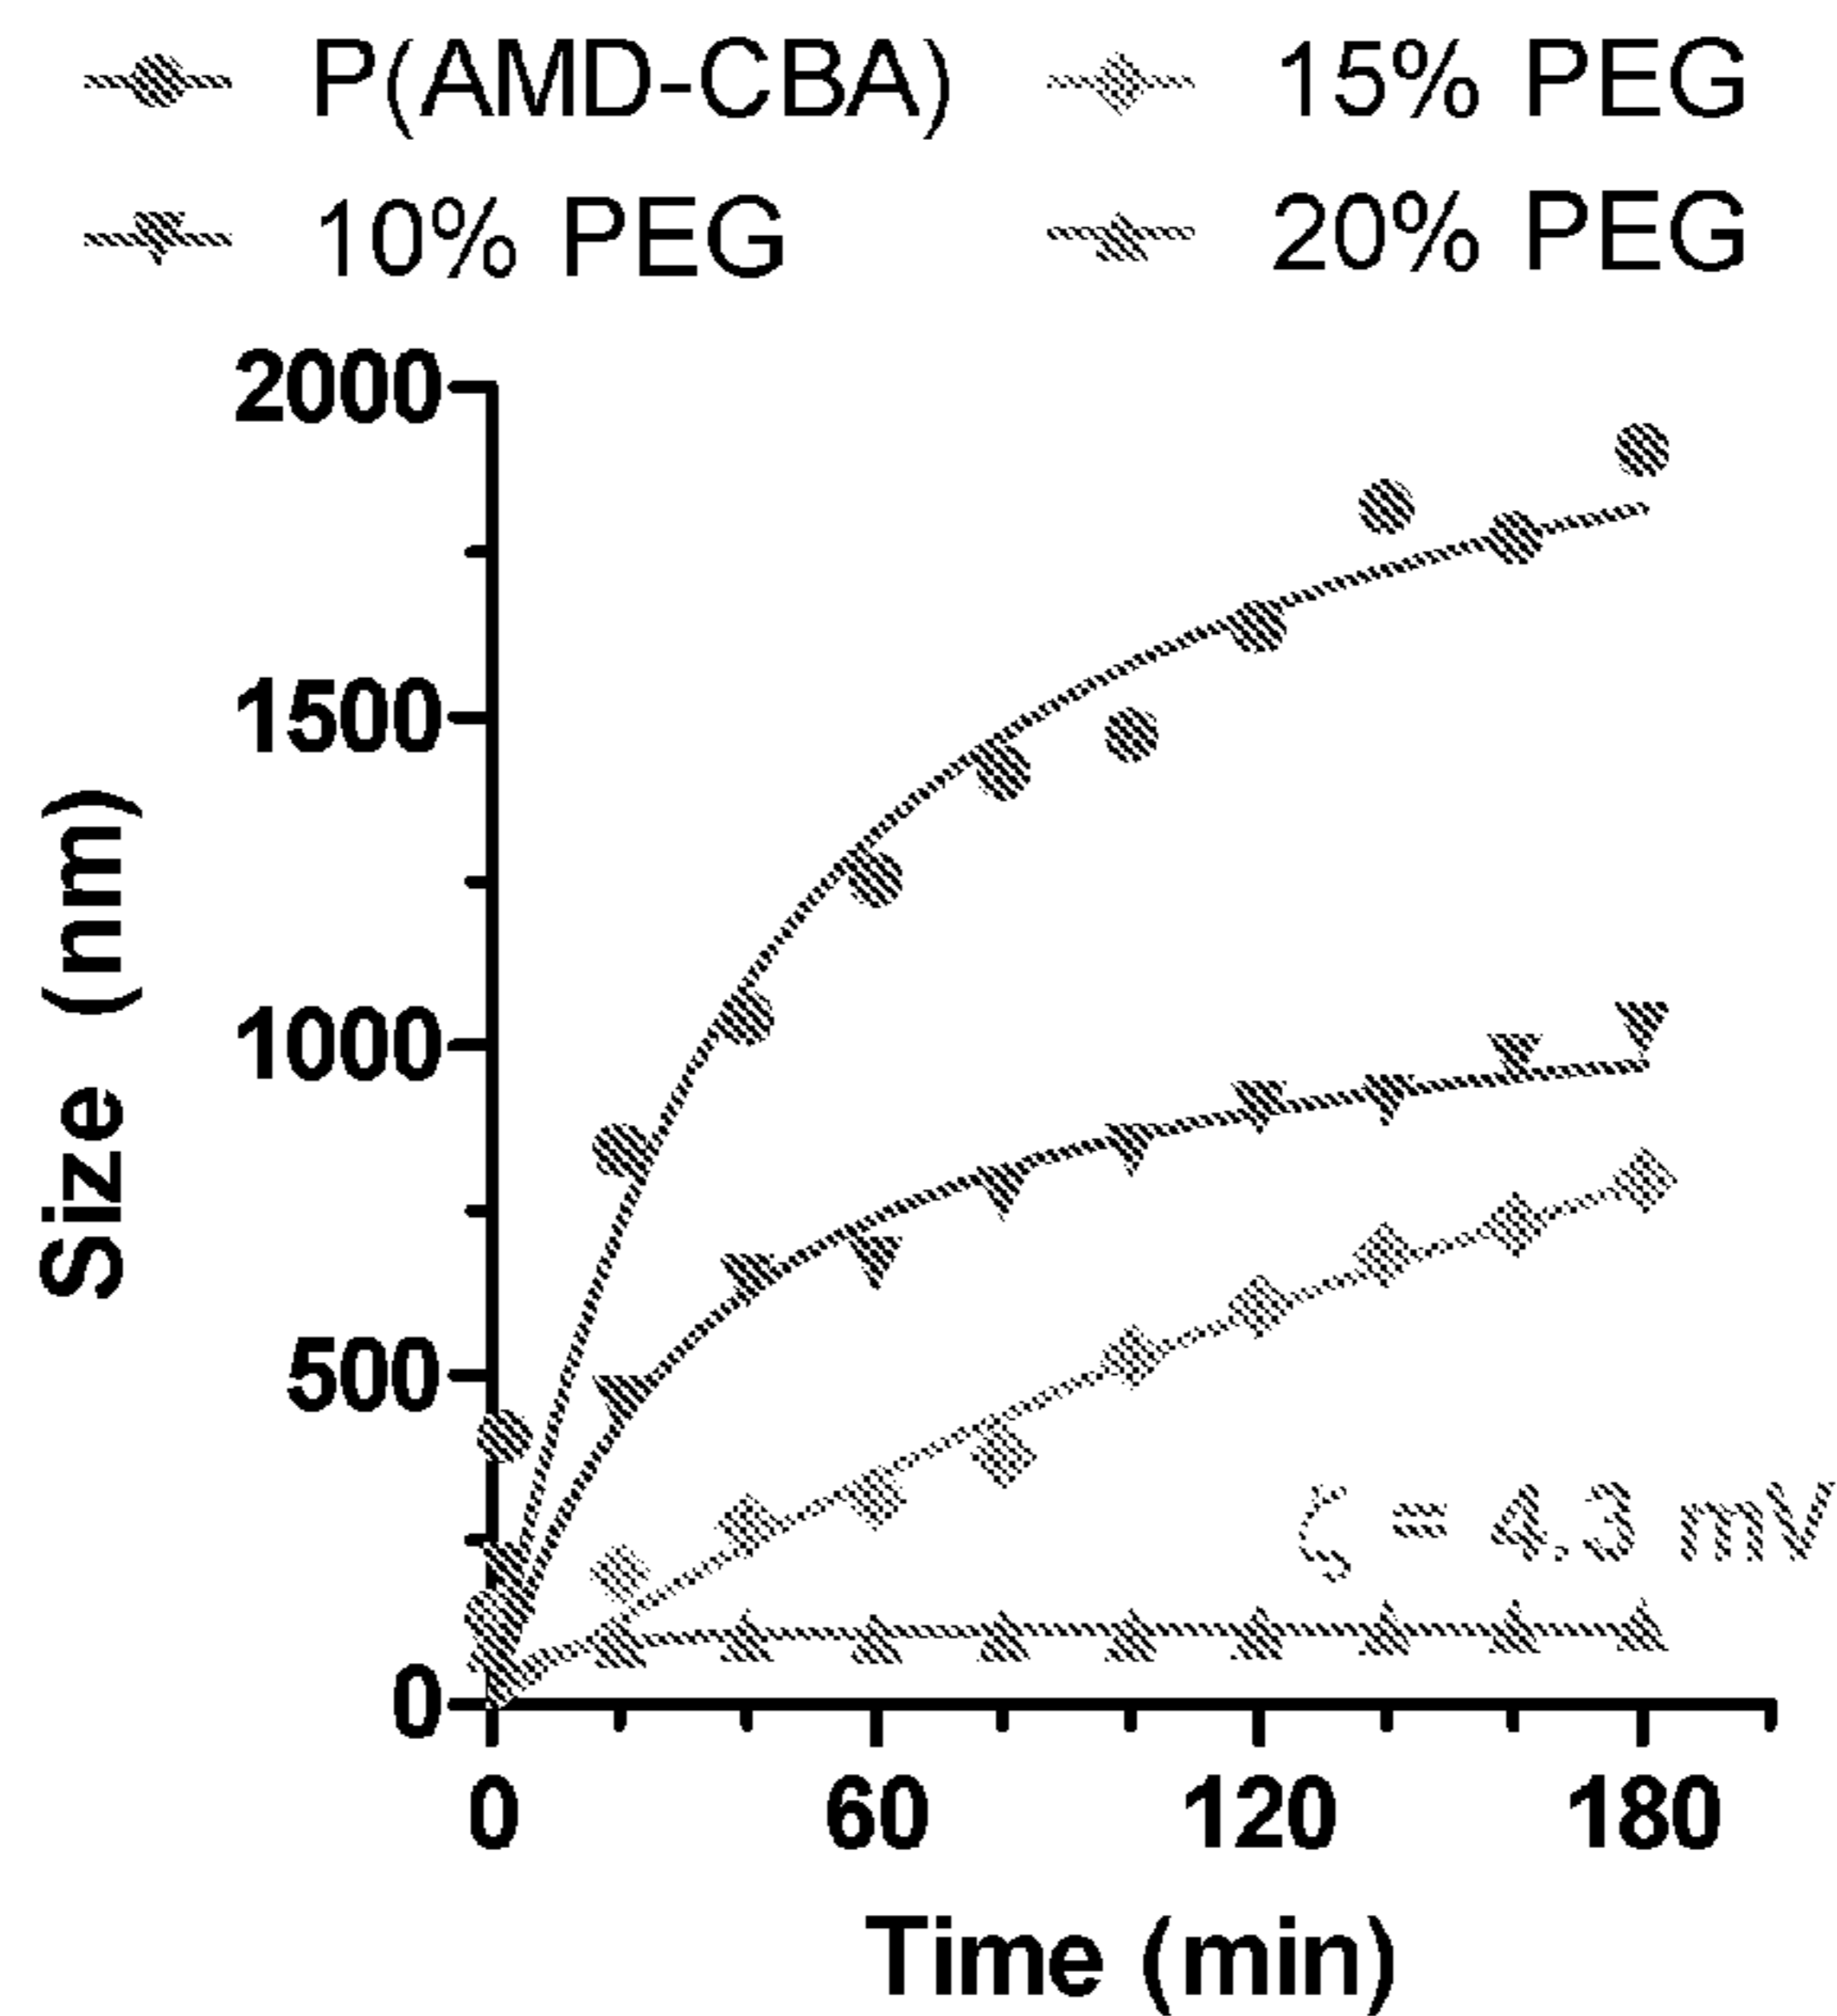 P(AMD-CBA) 15% PEG
10% PEG 20% PEG
2000
1500
1000
500
0
Size (nm)
ζ = 4.3 mV
0 60 120 180
Time (min)